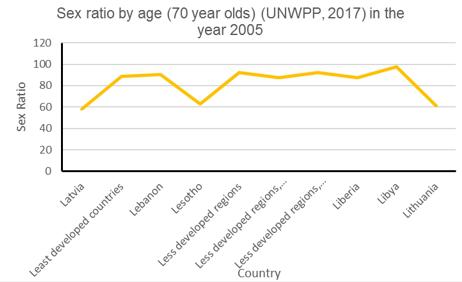 Sex ratio by age (70 year olds) (UNWPP, 2017) in the
year 2005
120
100
80
60
40
20
0
Sex Ratio
Latvia
Least developed countries
Lebanon
Lesotho
Less developed regions
Less developed regions,...
Less developed regions,...
Liberia
Libya
Lithuania
Country